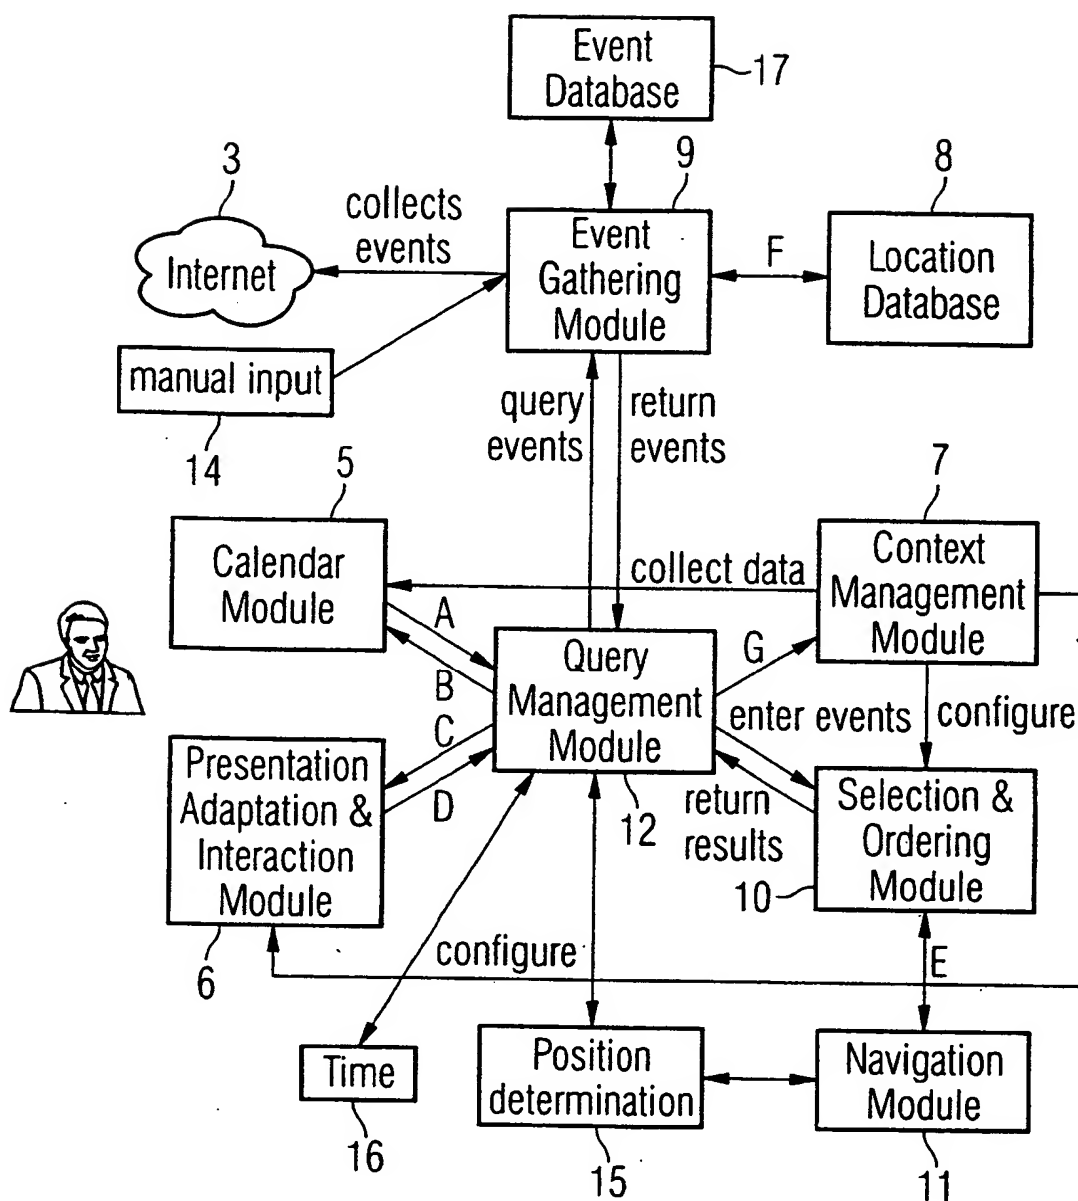 Event
Database
17
3
collects
events
9
8
Internet
Event
Gathering
Module
F
Location
Database
manual input
14
query
events
return
events
5
7
Calendar
Module
collect data
Context
Management
Module
A
B
C
D
Query
Management
Module
G
enter events
configure
Presentation
Adaptation &
Interaction
Module
12
return
results
Selection &
Ordering
Module
10
6
configure
E
Time
16
Position
determination
15
Navigation
Module
11